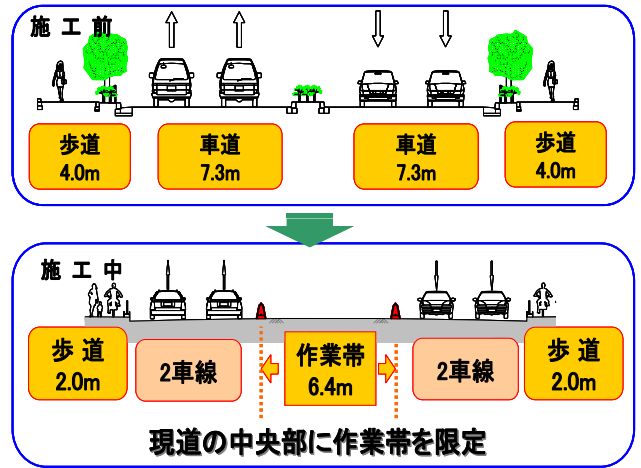 施工前
歩道
4.0m
車道
7.3m
車道
7.3m
歩道
4.0m
施工中
歩道
2.0m
2車線
作業帯
6.4m
2車線
歩道
2.0m
現道の中央部に作業帯を限定